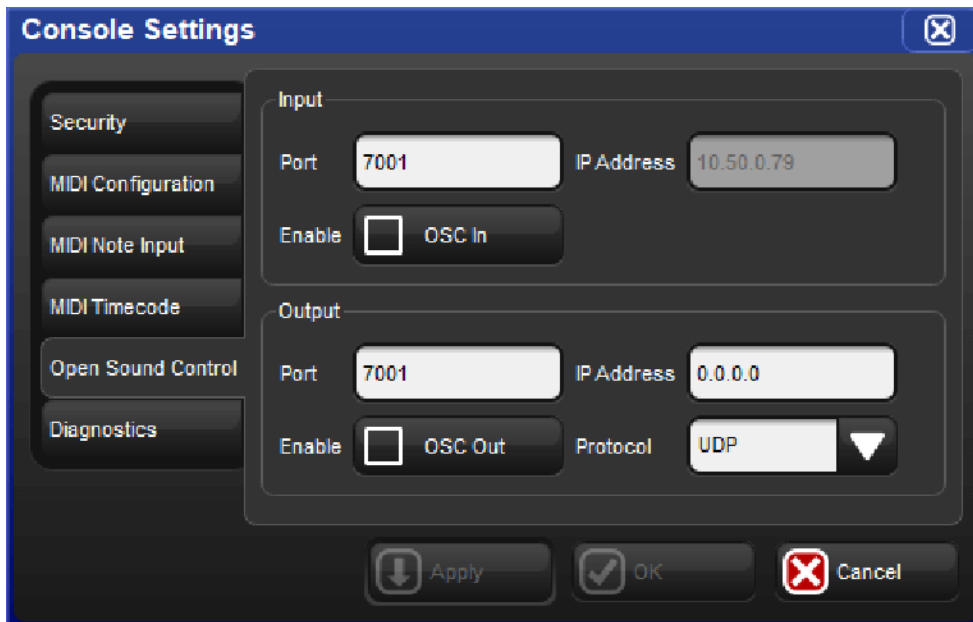 Console Settings
Security
MIDI Configuration
MIDI Note Input
MIDI Timecode
Open Sound Control
Diagnostics
Input
Port 7001 IP Address 10.50.0.79
Enable OSC In
Output
Port 7001 IP Address 0.0.0.0
Enable OSC Out Protocol UDP
Apply OK Cancel